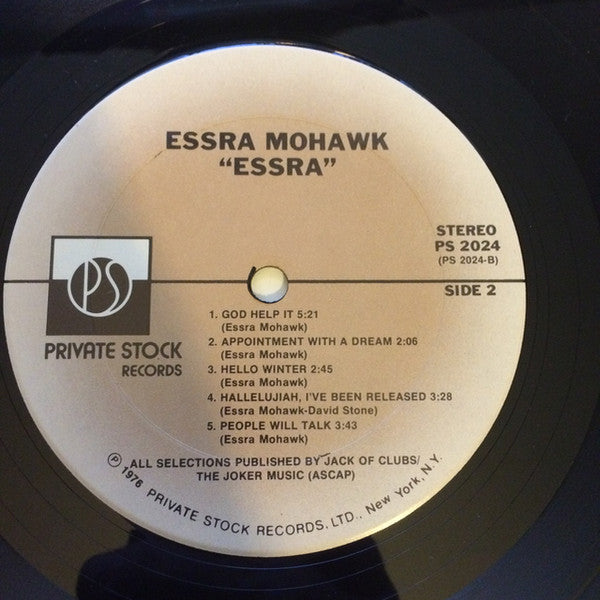 ESSRA MOHAWK
“ESSRA”
STEREO
PS 2024
(PS 2024-B)
SIDE 2
PS
PRIVATE STOCK
RECORDS
1. GOD HELP IT 5:21
(Essra Mohawk)
2. APPOINTMENT WITH A DREAM 2:06
(Essra Mohawk)
3. HELLO WINTER 2:45
(Essra Mohawk)
4. HALLELUJIAH, I'VE BEEN RELEASED 3:28
(Essra Mohawk-David Stone)
5. PEOPLE WILL TALK 3:43
(Essra Mohawk)
ALL SELECTIONS PUBLISHED BY JACK OF CLUBS/
THE JOKER MUSIC (ASCAP)
℗ 1976 PRIVATE STOCK RECORDS, LTD., New York, N.Y.